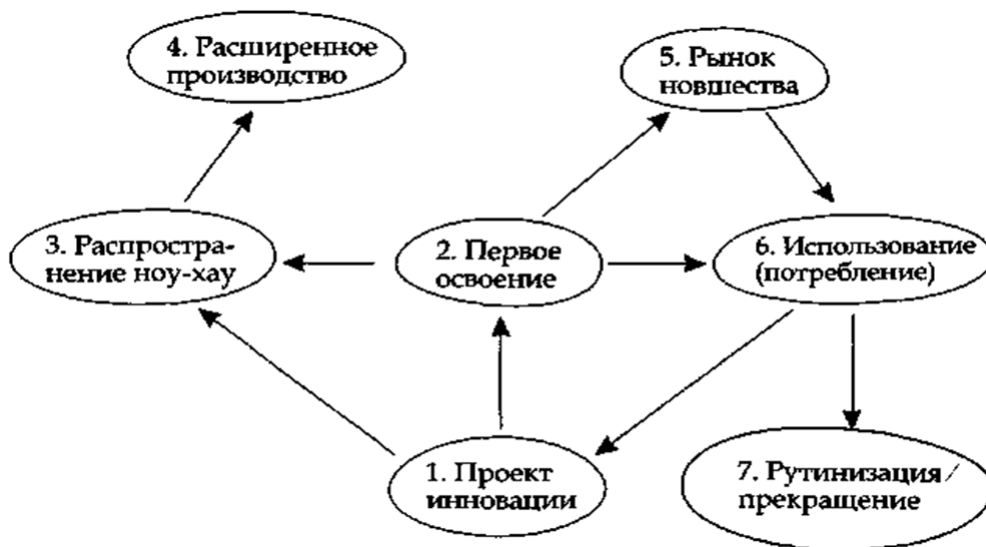 4. Расширенное
производство
5. Рынок
новшества
3. Распростра-
нение ноу-хау
2. Первое
освоение
6. Использование
(потребление)
1. Проект
инновации
7. Рутинизация/
прекращение